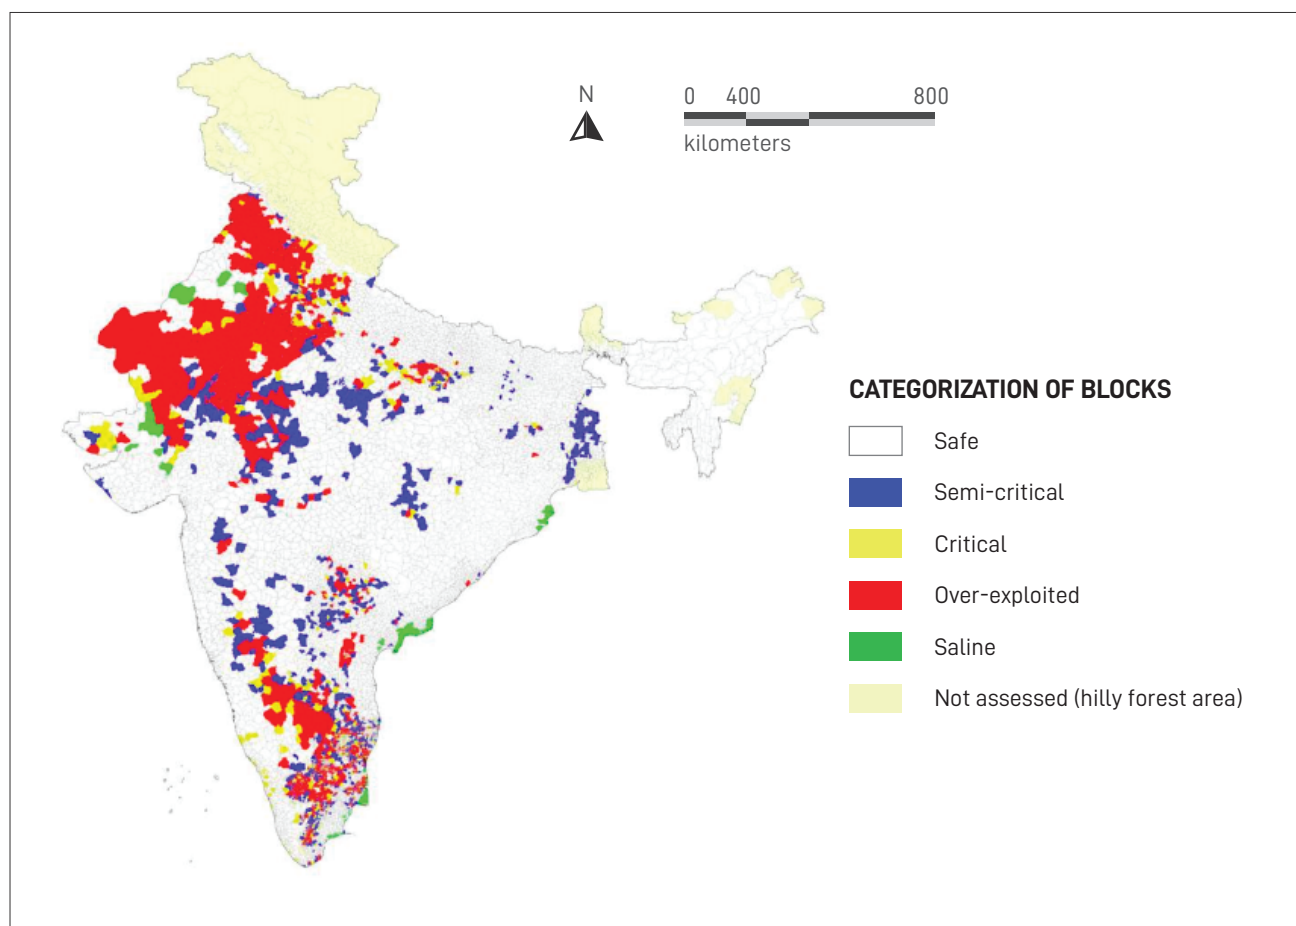 N
0 400 800
kilometers
CATEGORIZATION OF BLOCKS
Safe
Semi-critical
Critical
Over-exploited
Saline
Not assessed (hilly forest area)